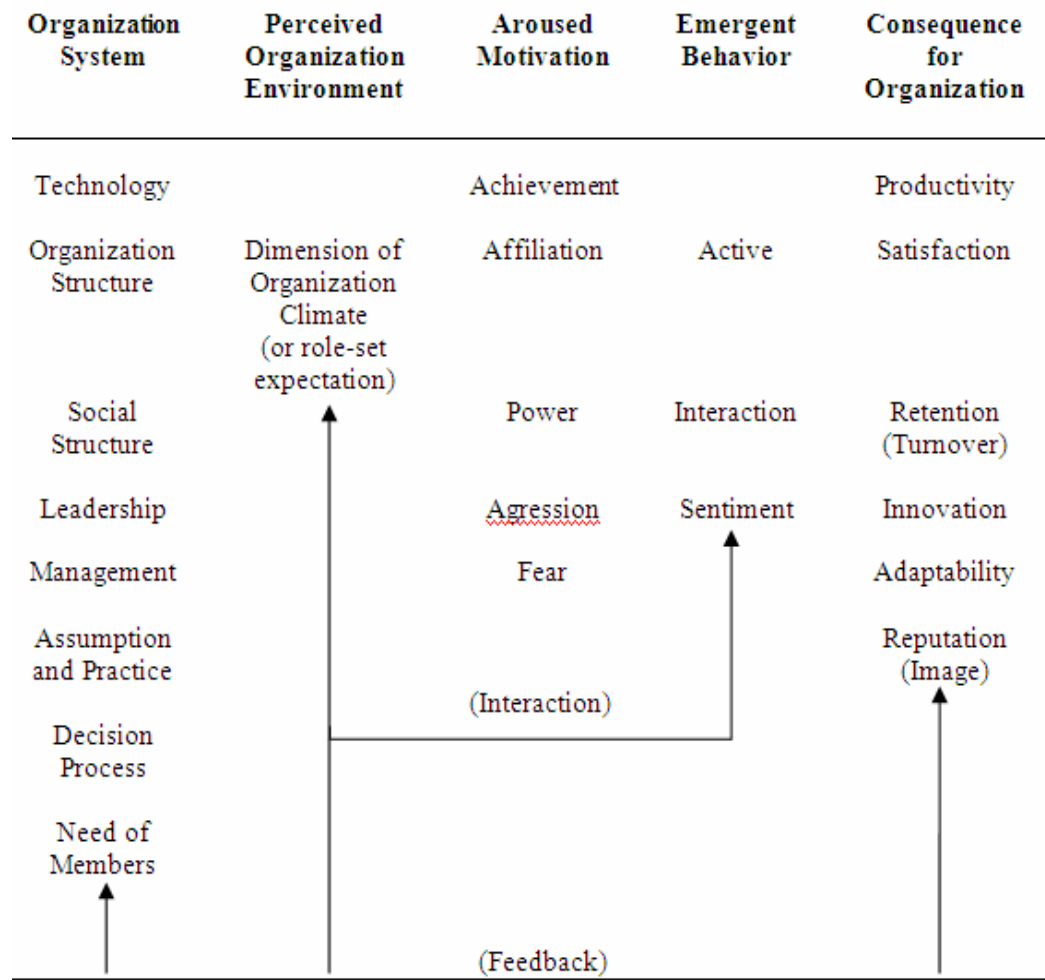 Organization
System
Perceived
Organization
Environment
Aroused
Motivation
Emergent
Behavior
Consequence
for
Organization
Technology
Achievement
Productivity
Organization
Structure
Dimension of
Organization
Climate
(or role-set
expectation)
Affiliation
Active
Satisfaction
Social
Structure
Power
Interaction
Retention
(Turnover)
Leadership
Agression
Sentiment
Innovation
Management
Fear
Adaptability
Assumption
and Practice
Reputation
(Image)
(Interaction)
Decision
Process
Need of
Members
(Feedback)